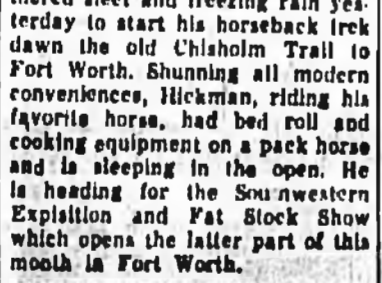 sleet and freezing rain yes-
terday to start his horseback trek
dawn the old Chisholm Trail to
Fort Worth. Shunning all modern
conveniences, Hickman, riding his
favorite horse, had bed roll and
cooking equipment on a pack horse
and is sleeping in the open. He
is heading for the Southwestern
Expisition and Fat Stock Show
which opens the latter part of this
month in Fort Worth.